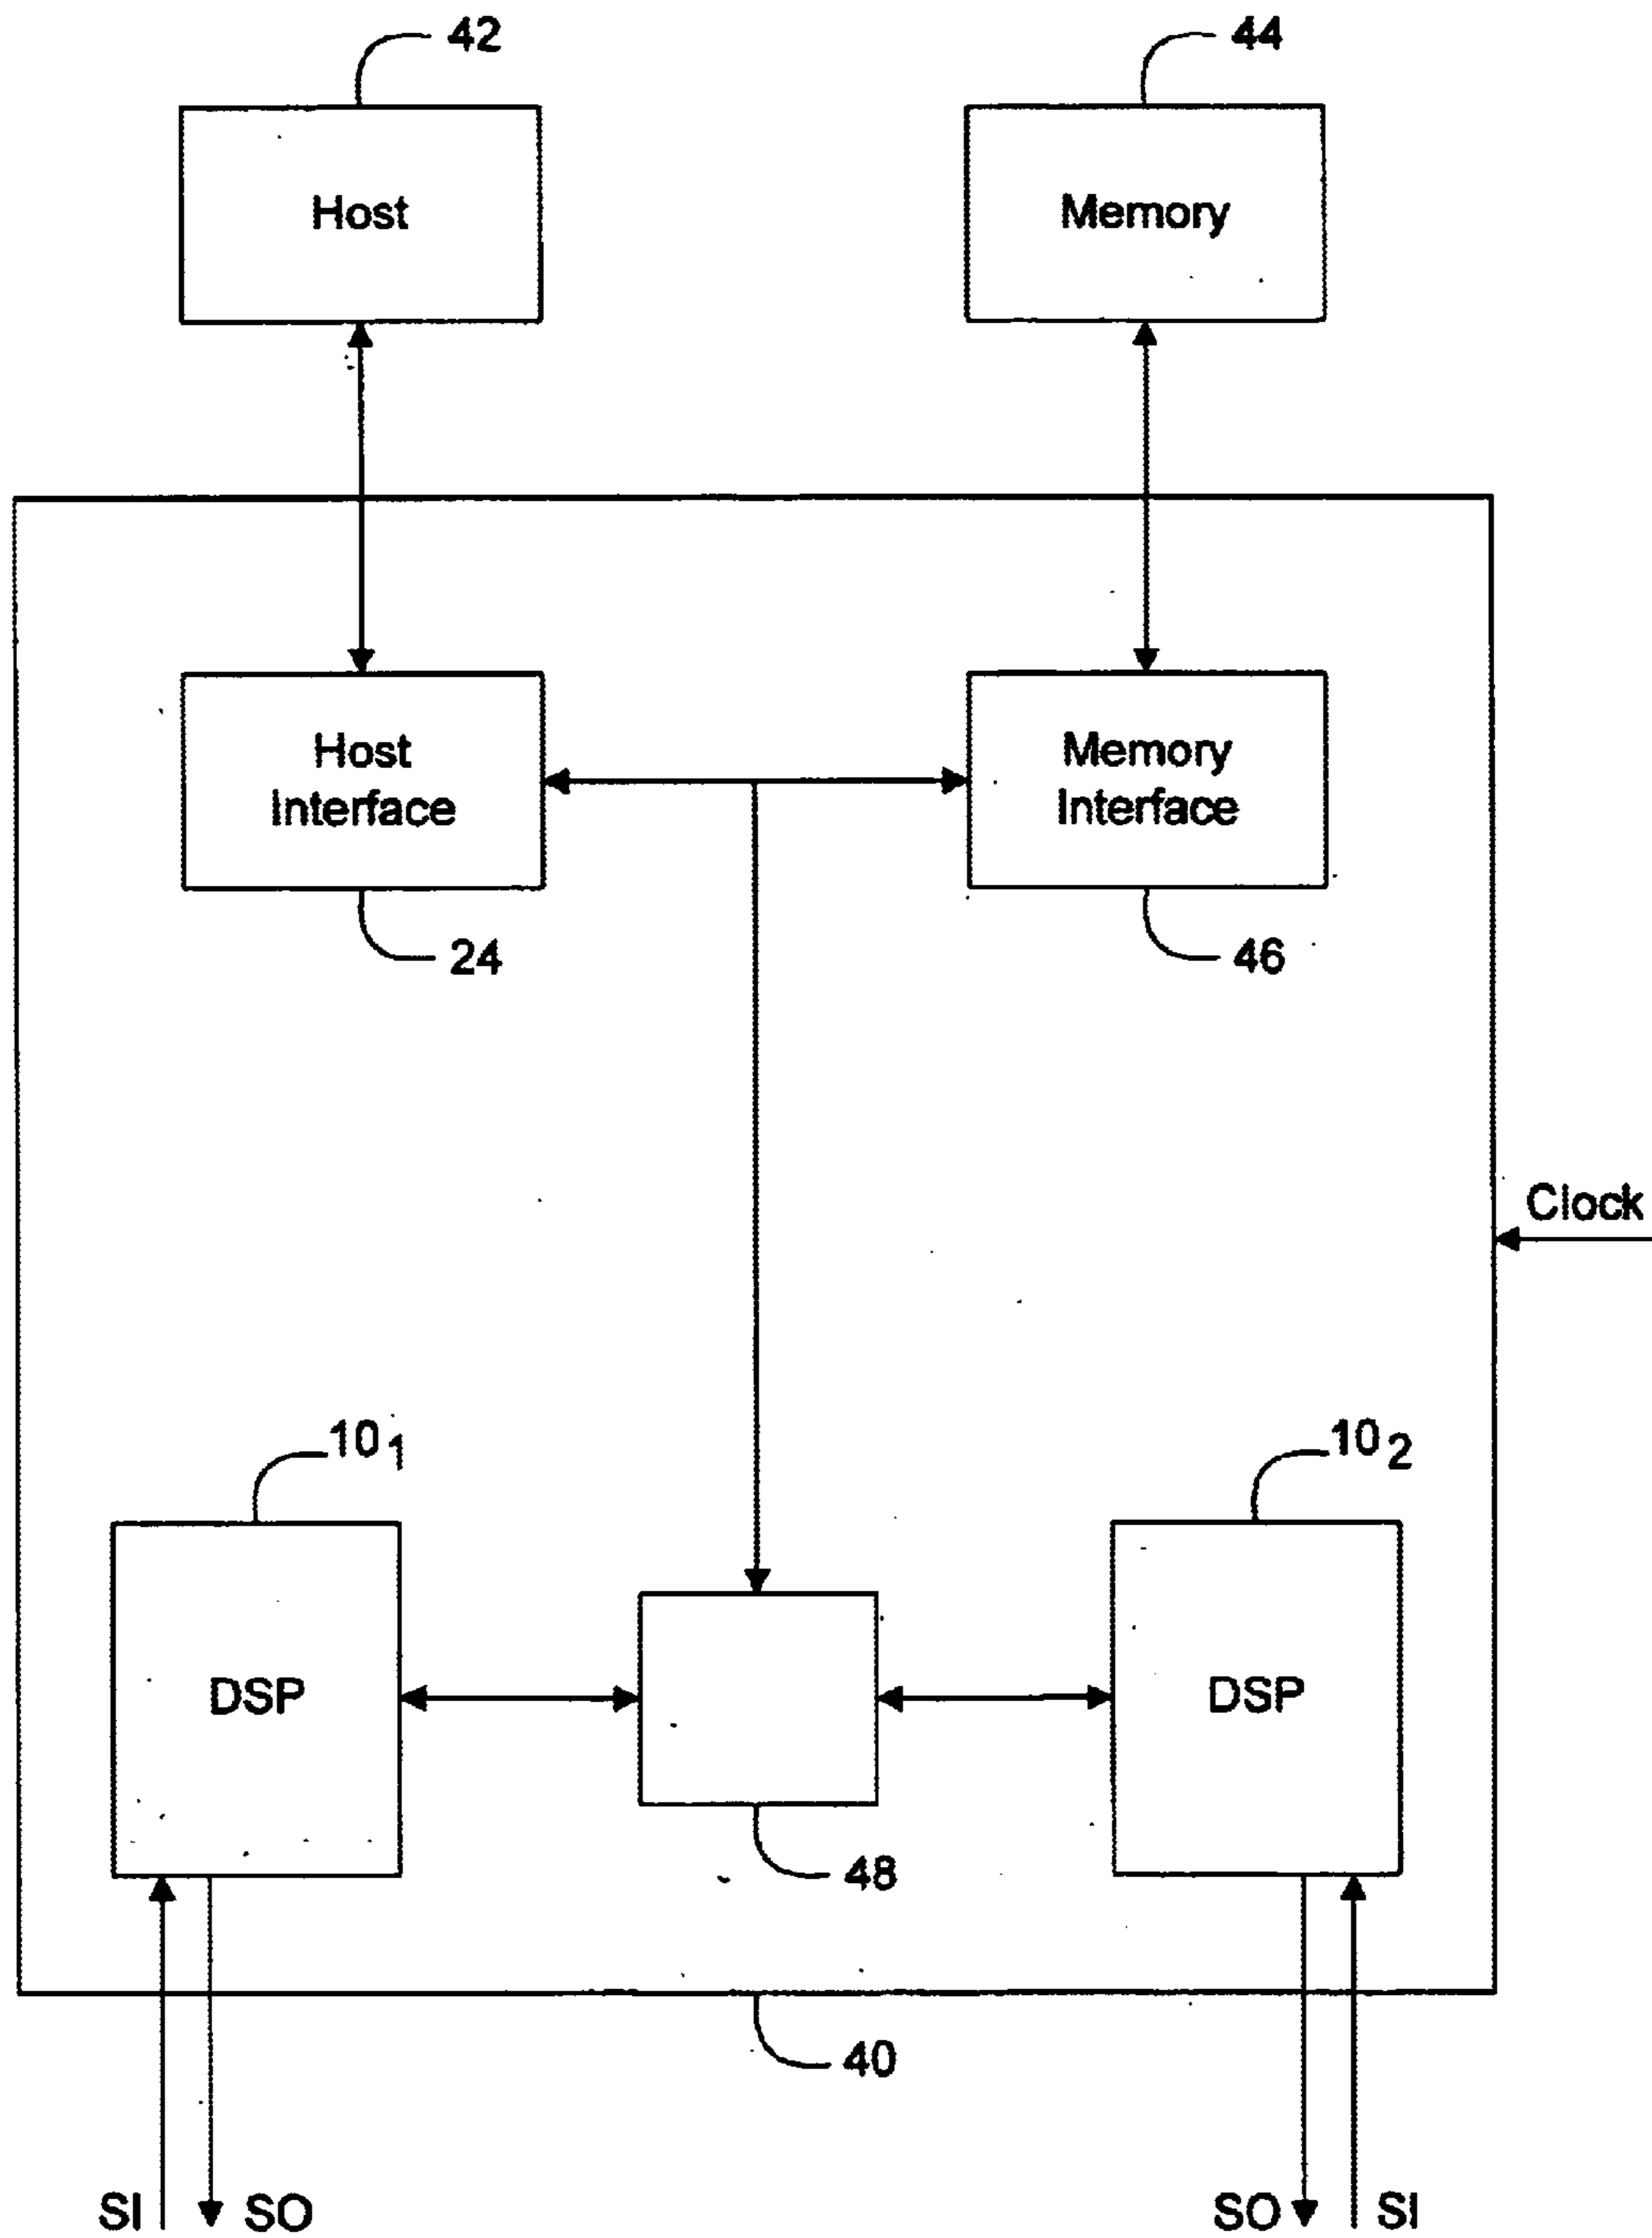 42
44
Host
Memory
Host
Interface
Memory
Interface
24
46
Clock
10 1
10 2
DSP
DSP
48
40
SI
SO
SO
SI